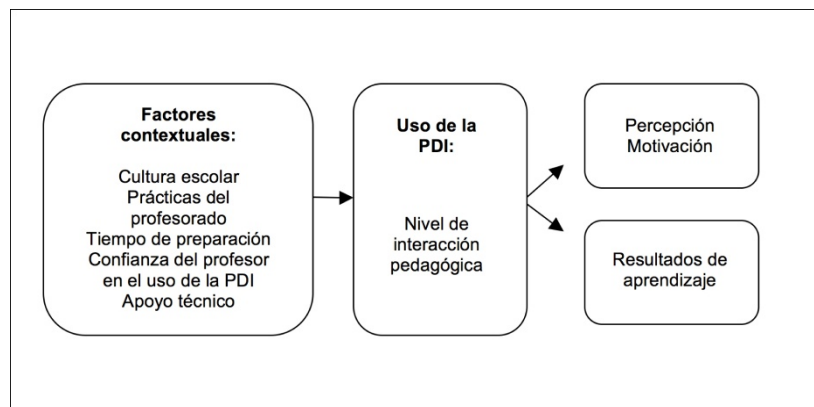 Factores
contextuales:
Cultura escolar
Prácticas del
profesorado
Tiempo de preparación
Confianza del profesor
en el uso de la PDI
Apoyo técnico
Uso de la
PDI:
Nivel de
interacción
pedagógica
Percepción
Motivación
Resultados de
aprendizaje